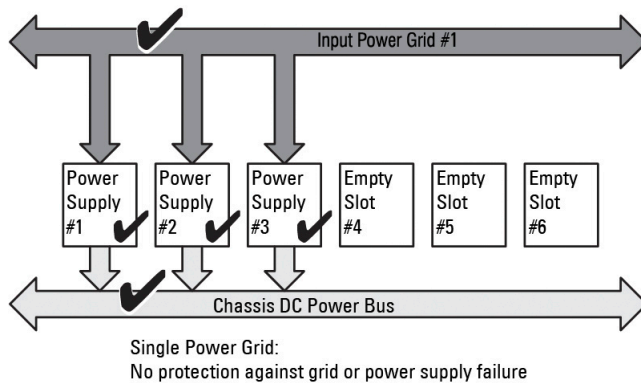 Input Power Grid #1
Power
Supply
#1
Power
Supply
#2
Power
Supply
#3
Empty
Slot
#4
Empty
Slot
#5
Empty
Slot
#6
Chassis DC Power Bus
Single Power Grid:
No protection against grid or power supply failure